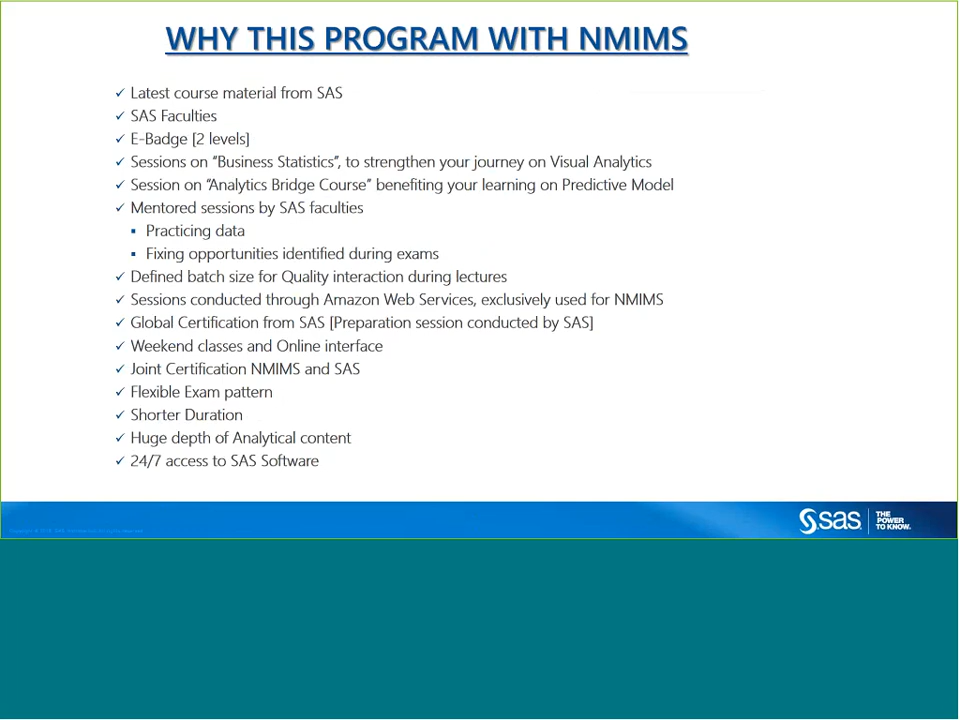 WHY THIS PROGRAM WITH NMIMS
✓ Latest course material from SAS
✓ SAS Faculties
✓ E-Badge [2 levels]
✓ Sessions on “Business Statistics”, to strengthen your journey on Visual Analytics
✓ Session on “Analytics Bridge Course” benefiting your learning on Predictive Model
✓ Mentored sessions by SAS faculties
▪ Practicing data
▪ Fixing opportunities identified during exams
✓ Defined batch size for Quality interaction during lectures
✓ Sessions conducted through Amazon Web Services, exclusively used for NMIMS
✓ Global Certification from SAS [Preparation session conducted by SAS]
✓ Weekend classes and Online interface
✓ Joint Certification NMIMS and SAS
✓ Flexible Exam pattern
✓ Shorter Duration
✓ Huge depth of Analytical content
✓ 24/7 access to SAS Software
sas
THE
POWER
TO KNOW.